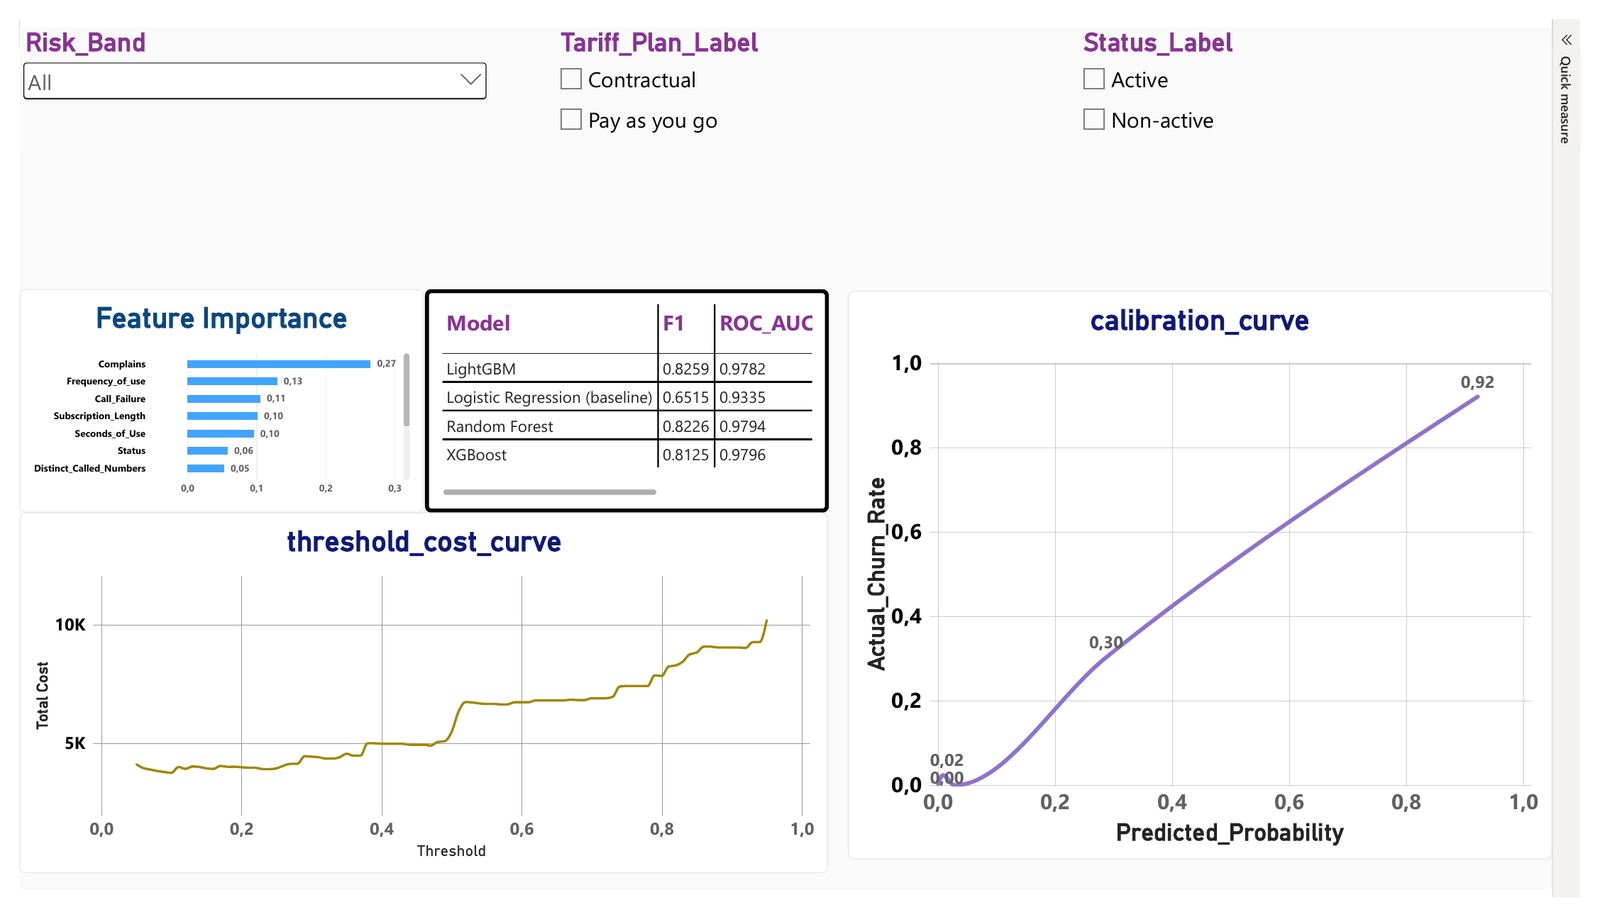 Risk_Band
All
Tariff_Plan_Label
Contractual
Pay as you go
Status_Label
Active
Non-active
Quick measure
Feature Importance
Complains 0,27
Frequency_of_use 0,13
Call_Failure 0,11
Subscription_Length 0,10
Seconds_of_Use 0,10
Status 0,06
Distinct_Called_Numbers 0,05
0,0 0,1 0,2 0,3
Model F1 ROC_AUC
LightGBM 0.8259 0.9782
Logistic Regression (baseline) 0.6515 0.9335
Random Forest 0.8226 0.9794
XGBoost 0.8125 0.9796
threshold_cost_curve
Total Cost
10K
5K
0,0 0,2 0,4 0,6 0,8 1,0
Threshold
calibration_curve
Actual_Churn_Rate
1,0
0,92
0,8
0,6
0,4
0,30
0,2
0,02
0,0 0,00
0,0 0,2 0,4 0,6 0,8 1,0
Predicted_Probability